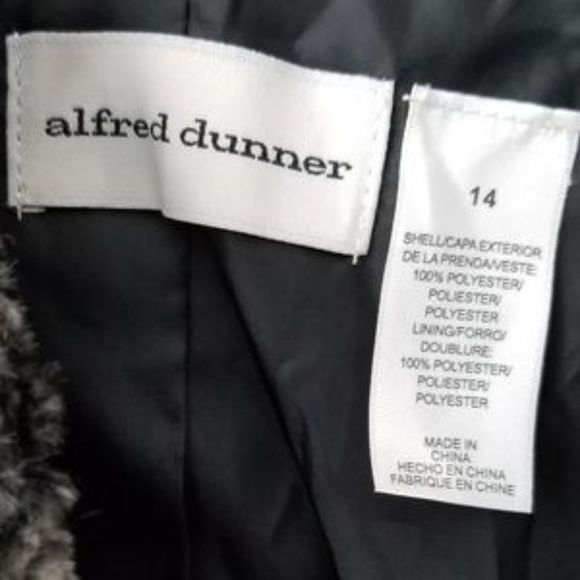 alfred dunner
14
SHELL/CAPA EXTERIOR
DE LA PRENDA/VESTE:
100% POLYESTER/
POLIESTER/
POLYESTER
LINING/FORRO/
DOUBLURE:
100% POLYESTER/
POLIESTER/
POLYESTER
MADE IN
CHINA
HECHO EN CHINA
FABRIQUE EN CHINE